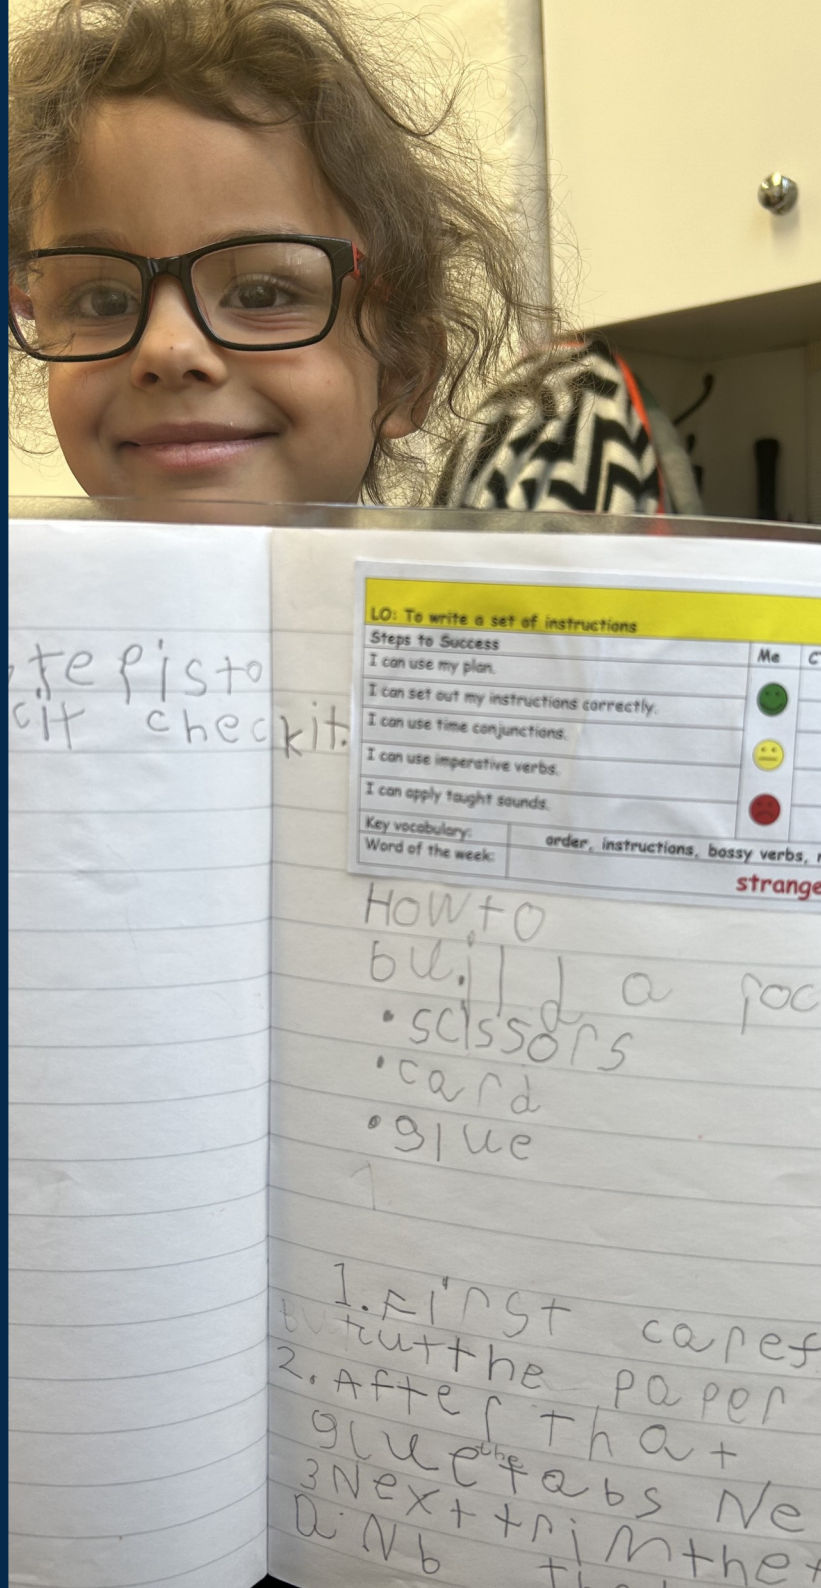 te fisto
cit checkit.
LO: To write a set of instructions
Steps to Success
Me
I can use my plan.
I can set out my instructions correctly.
I can use time conjunctions.
I can use imperative verbs.
I can apply taught sounds.
Key vocabulary:
order, instructions, bossy verbs,
Word of the week:
strange
How to
build a roc
• scissors
• card
• glue
1. First caref
cut the paper
2. After that
glue the tabs Ne
3 Next trim the